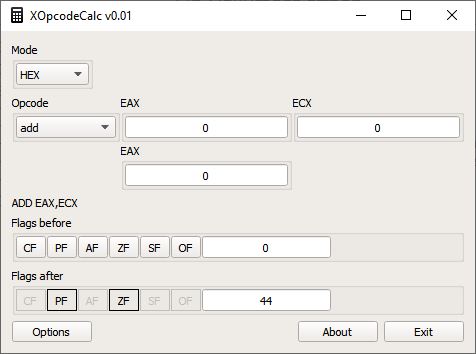 XOpcodeCalc v0.01
Mode
HEX
Opcode EAX ECX
add 0 0
EAX
0
ADD EAX,ECX
Flags before
CF PF AF ZF SF OF 0
Flags after
CF PF AF ZF SF OF 44
Options About Exit